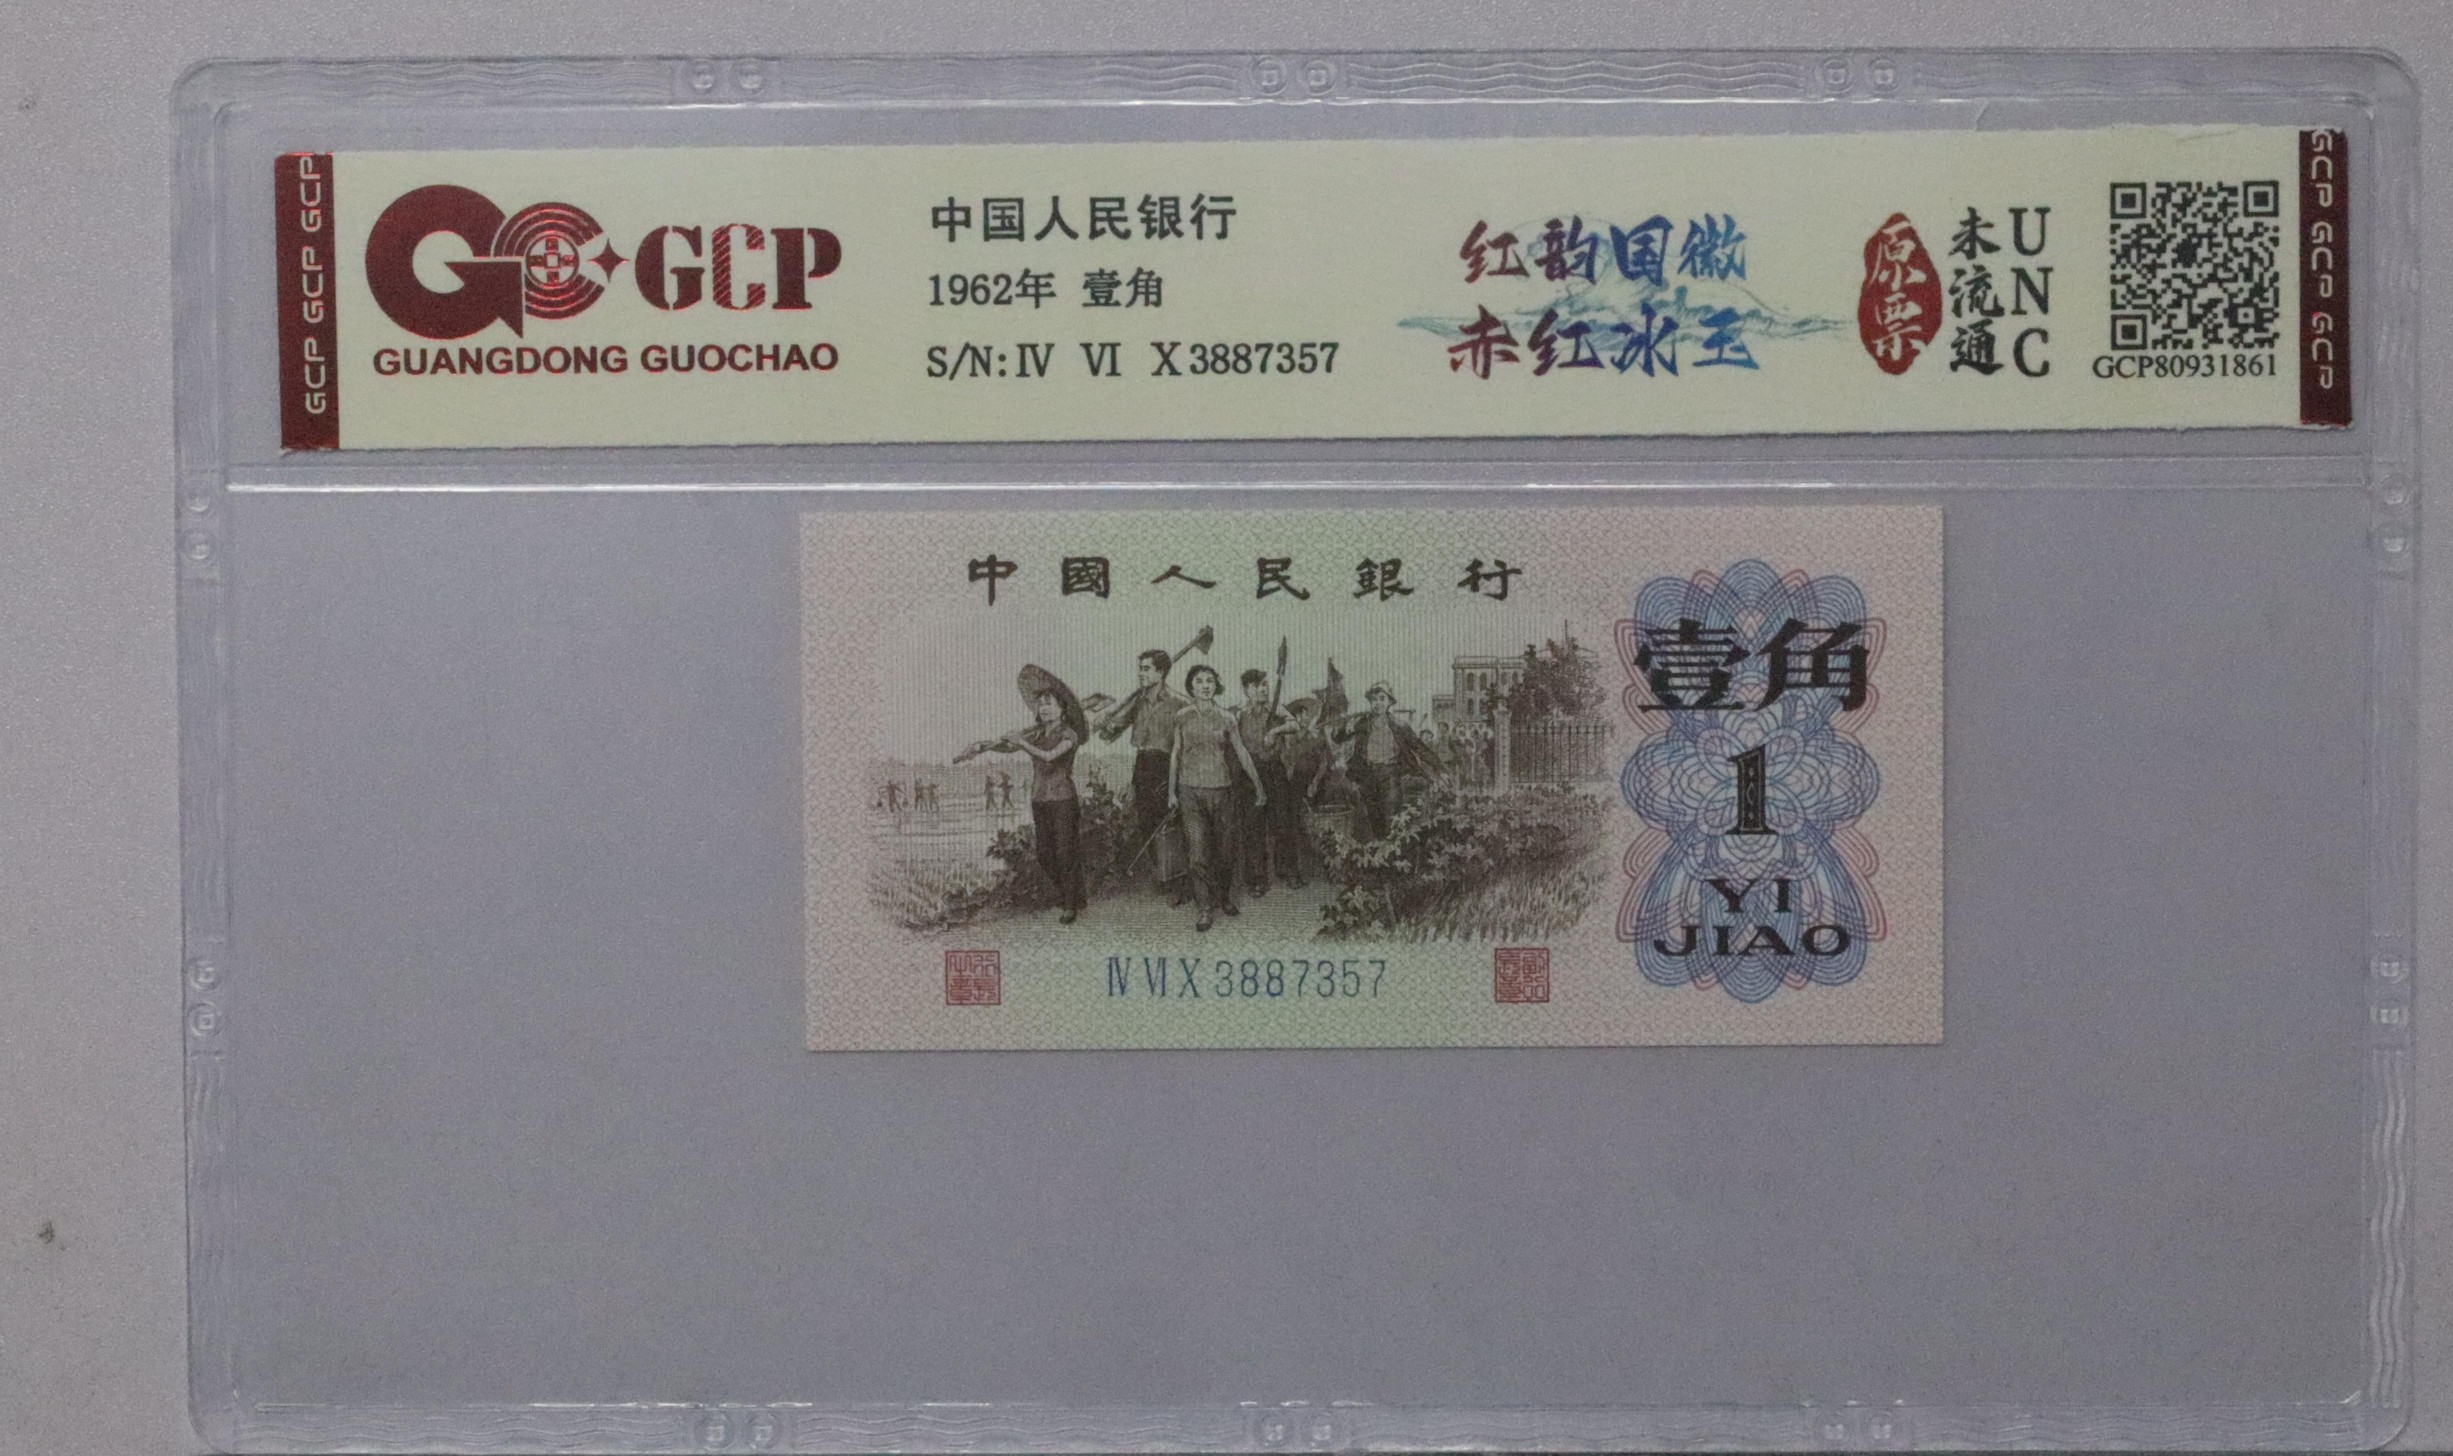 GCP GCP GCP
GCP
GUANGDONG GUOCHAO
中国人民银行
1962年 壹角
S/N: IV VI X 3887357
红韵国徽
赤红冰玉
原票
未流通
UNC
GCP80931861
GCP GCP GCP
中國人民銀行
壹角
1
YI
JIAO
IV VI X 3887357